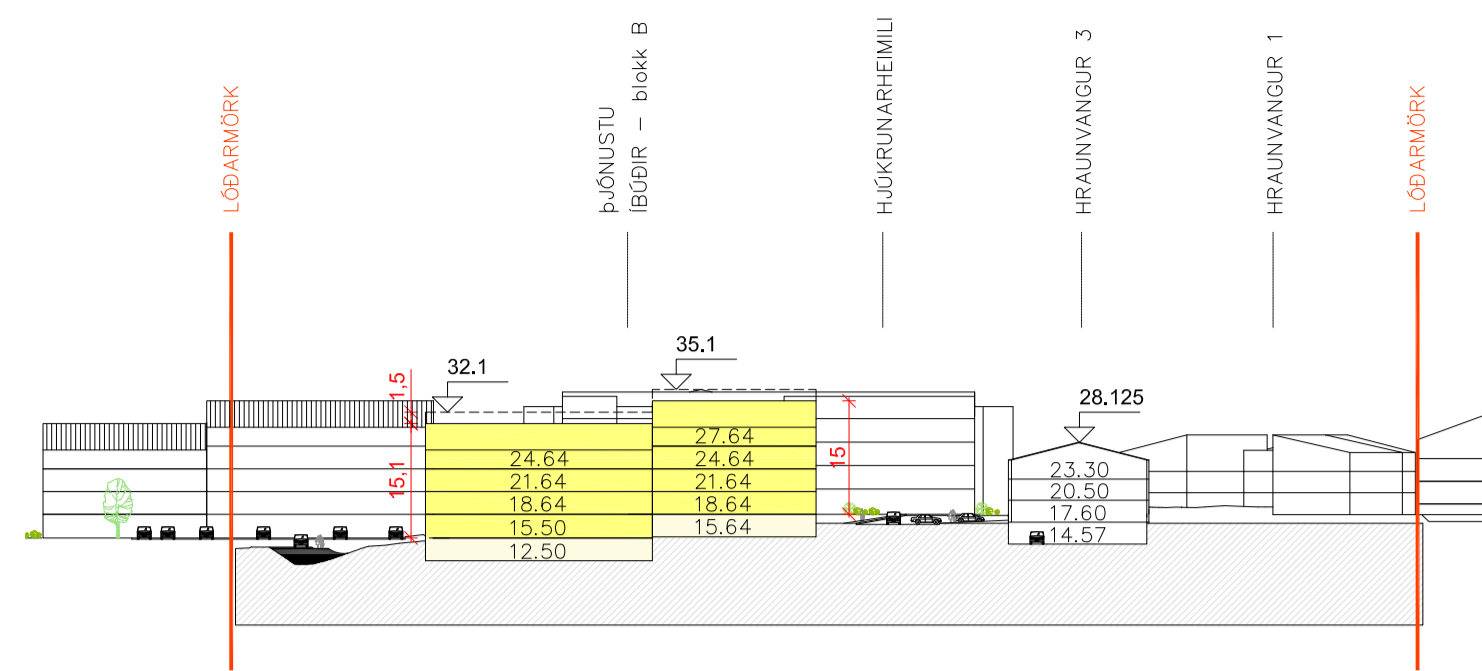 LÓÐARMÖRK
ÞJÓNUSTU
ÍBÚÐIR – blokk B
HJÚKRUNARHEIMILI
HRAUNVANGUR 3
HRAUNVANGUR 1
LÓÐARMÖRK
35.1
32.1
1,5
28.125
27.64
24.64
24.64
15
23.30
15,1
21.64
21.64
20.50
18.64
18.64
17.60
15.50
15.64
14.57
12.50